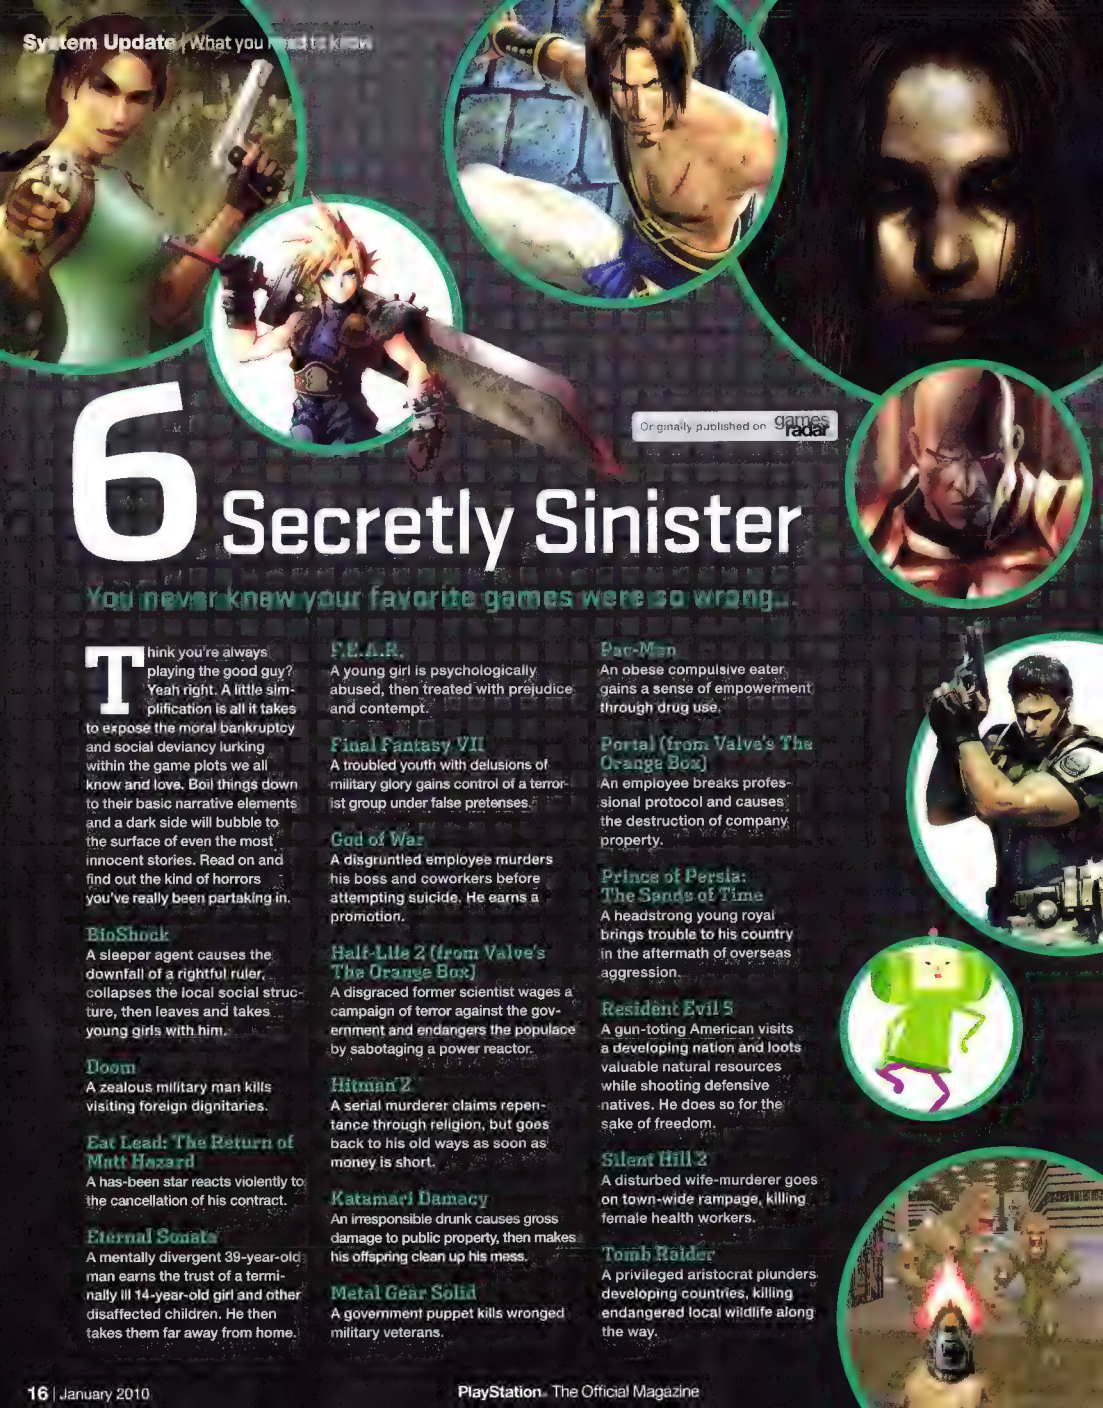 System Update | What you need to know
Originally published on games radar
6 Secretly Sinister
You never knew your favorite games were so wrong...
Think you're always
playing the good guy?
Yeah right. A little sim-
plification is all it takes
to expose the moral bankruptcy
and social deviancy lurking
within the game plots we all
know and love. Boil things down
to their basic narrative elements
and a dark side will bubble to
the surface of even the most
innocent stories. Read on and
find out the kind of horrors
you've really been partaking in.
BioShock
A sleeper agent causes the
downfall of a rightful ruler,
collapses the local social struc-
ture, then leaves and takes
young girls with him.
Doom
A zealous military man kills
visiting foreign dignitaries.
Eat Lead: The Return of
Matt Hazard
A has-been star reacts violently to
the cancellation of his contract.
Eternal Sonata
A mentally divergent 39-year-old
man earns the trust of a termi-
nally ill 14-year-old girl and other
disaffected children. He then
takes them far away from home.
F.E.A.R.
A young girl is psychologically
abused, then treated with prejudice
and contempt.
Final Fantasy VII
A troubled youth with delusions of
military glory gains control of a terror-
ist group under false pretenses.
God of War
A disgruntled employee murders
his boss and coworkers before
attempting suicide. He earns a
promotion.
Half-Life 2 (from Valve's
The Orange Box)
A disgraced former scientist wages a
campaign of terror against the gov-
ernment and endangers the populace
by sabotaging a power reactor.
Hitman 2
A serial murderer claims repen-
tance through religion, but goes
back to his old ways as soon as
money is short.
Katamari Damacy
An irresponsible drunk causes gross
damage to public property, then makes
his offspring clean up his mess.
Metal Gear Solid
A government puppet kills wronged
military veterans.
Pac-Man
An obese compulsive eater
gains a sense of empowerment
through drug use.
Portal (from Valve's The
Orange Box)
An employee breaks profes-
sional protocol and causes
the destruction of company
property.
Prince of Persia:
The Sands of Time
A headstrong young royal
brings trouble to his country
in the aftermath of overseas
aggression.
Resident Evil 5
A gun-toting American visits
a developing nation and loots
valuable natural resources
while shooting defensive
natives. He does so for the
sake of freedom.
Silent Hill 2
A disturbed wife-murderer goes
on town-wide rampage, killing
female health workers.
Tomb Raider
A privileged aristocrat plunders
developing countries, killing
endangered local wildlife along
the way.
16 | January 2010
PlayStation The Official Magazine